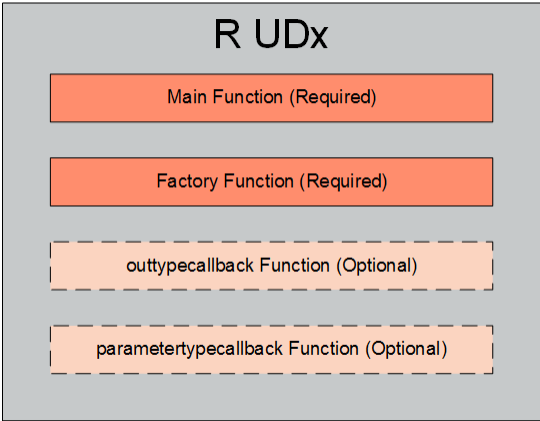 R UDx
Main Function (Required)
Factory Function (Required)
outtypecallback Function (Optional)
parametertypecallback Function (Optional)